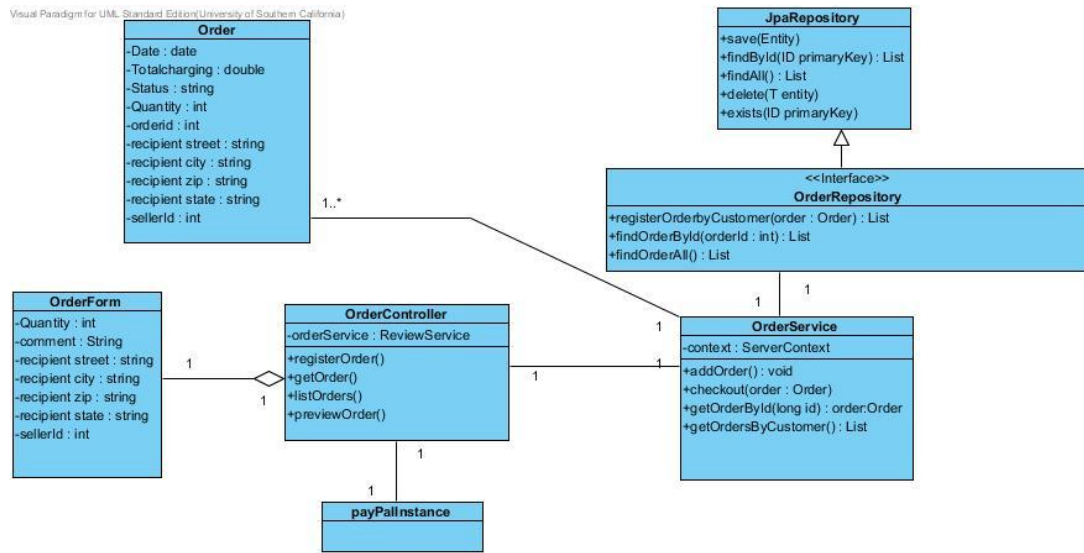 Visual Paradigm for UML Standard Edition(University of Southern California)
Order
-Date : date
-Totalcharging : double
-Status : string
-Quantity : int
-orderid : int
-recipient street : string
-recipient city : string
-recipient zip : string
-recipient state : string
-sellerId : int
JpaRepository
+save(Entity)
+findById(ID primaryKey) : List
+findAll() : List
+delete(T entity)
+exists(ID primaryKey)
<<Interface>>
OrderRepository
+registerOrderbyCustomer(order : Order) : List
+findOrderById(orderId : int) : List
+findOrderAll() : List
1..*
1
1
1
OrderForm
-Quantity : int
-comment : String
-recipient street : string
-recipient city : string
-recipient zip : string
-recipient state : string
-sellerId : int
1
1
OrderController
-orderService : ReviewService
+registerOrder()
+getOrder()
+listOrders()
+previewOrder()
1
1
OrderService
-context : ServerContext
+addOrder() : void
+checkout(order : Order)
+getOrderById(long id) : order:Order
+getOrdersByCustomer() : List
1
1
payPalInstance